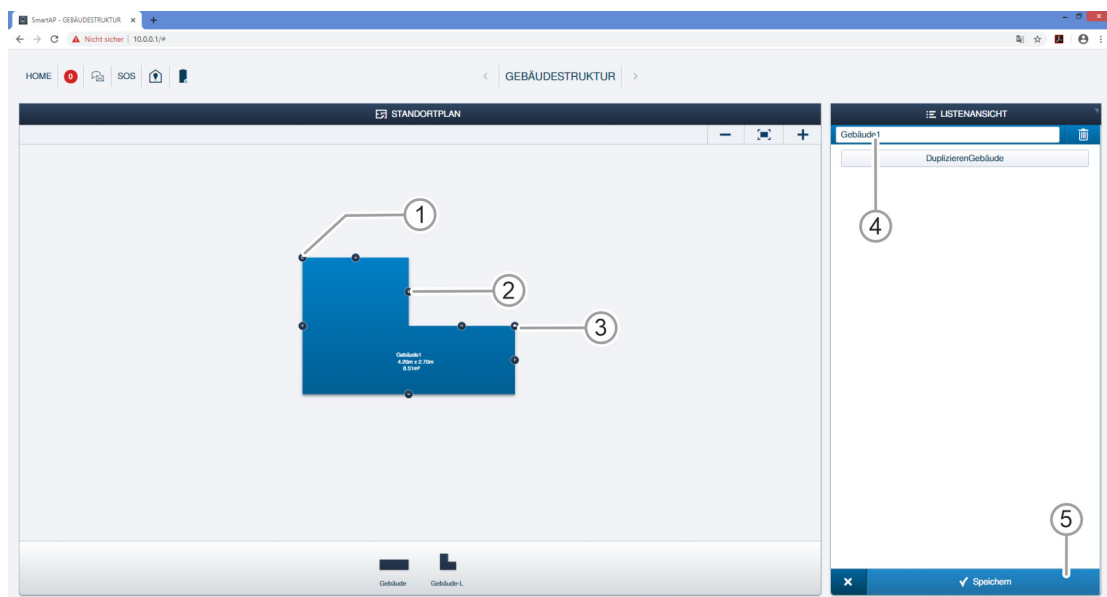 SmartAP - GEBÄUDESTRUKTUR
Nicht sicher | 10.0.0.1/#
HOME 0 SOS
GEBÄUDESTRUKTUR
STANDORTPLAN
LISTENANSICHT
Gebäude1
DuplizierenGebäude
1
2
3
4
5
Gebäude1
4.20m x 2.70m
8.51m²
Gebäude Gebäude-L
Speichern